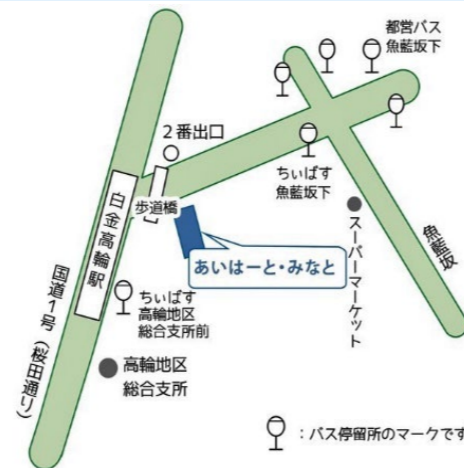 都営バス
魚藍坂下
2番出口
ちぃばす
魚藍坂下
歩道橋
白金高輪駅
あいはーと・みなと
スーパーマーケット
魚藍坂
ちぃばす
高輪地区
総合支所前
国道1号(桜田通り)
高輪地区
総合支所
：バス停留所のマークです